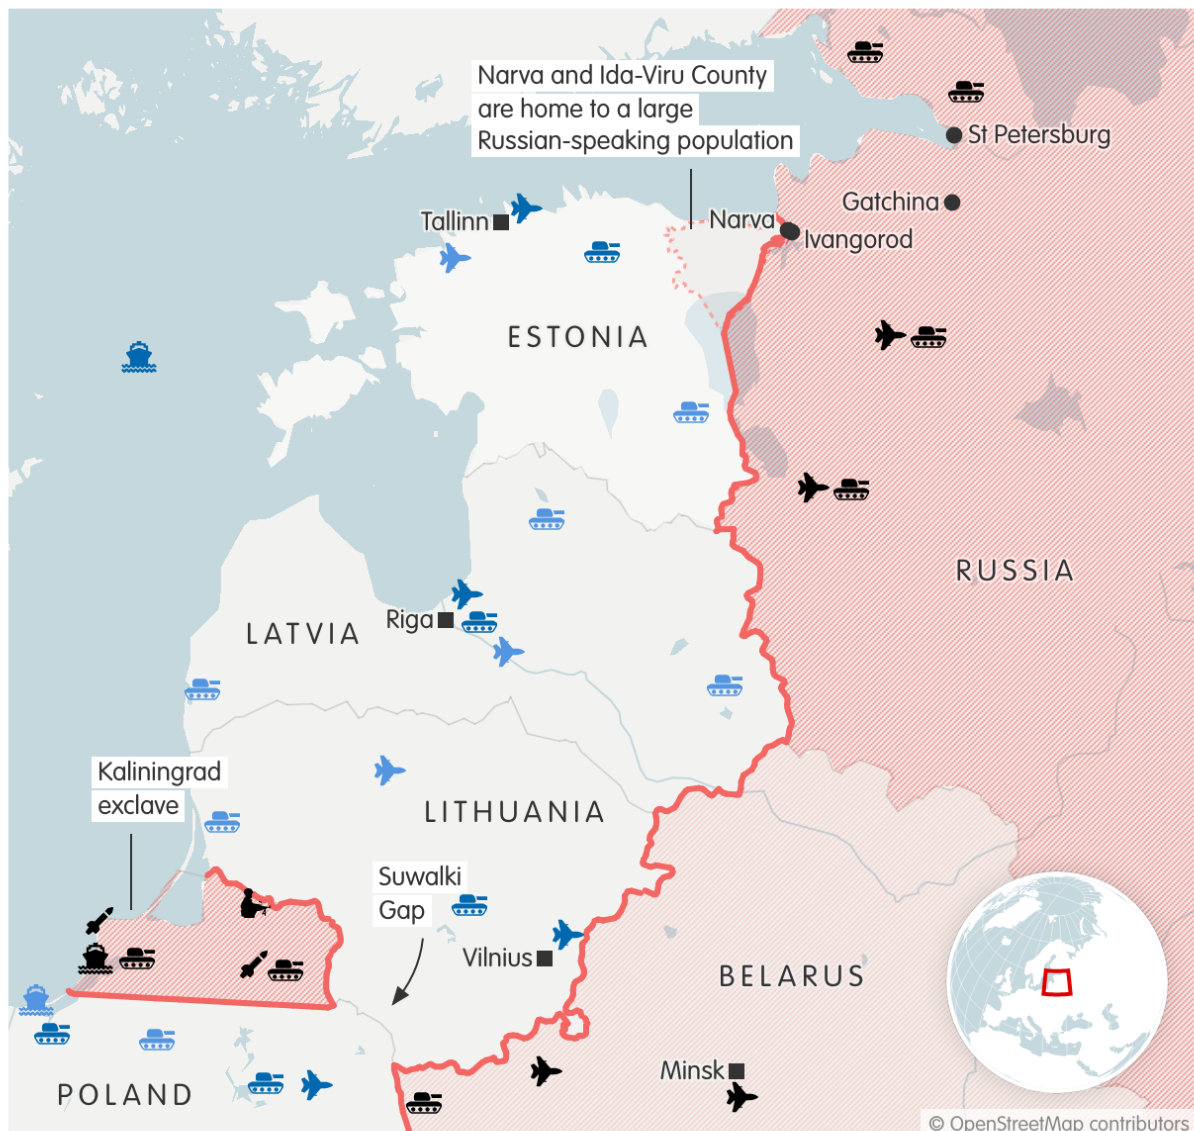 Narva and Ida-Viru County
are home to a large
Russian-speaking population
St Petersburg
Gatchina
Tallinn
Narva
Ivangorod
ESTONIA
RUSSIA
Riga
LATVIA
Kaliningrad
exclave
LITHUANIA
Suwalki
Gap
Vilnius
BELARUS
Minsk
POLAND
© OpenStreetMap contributors